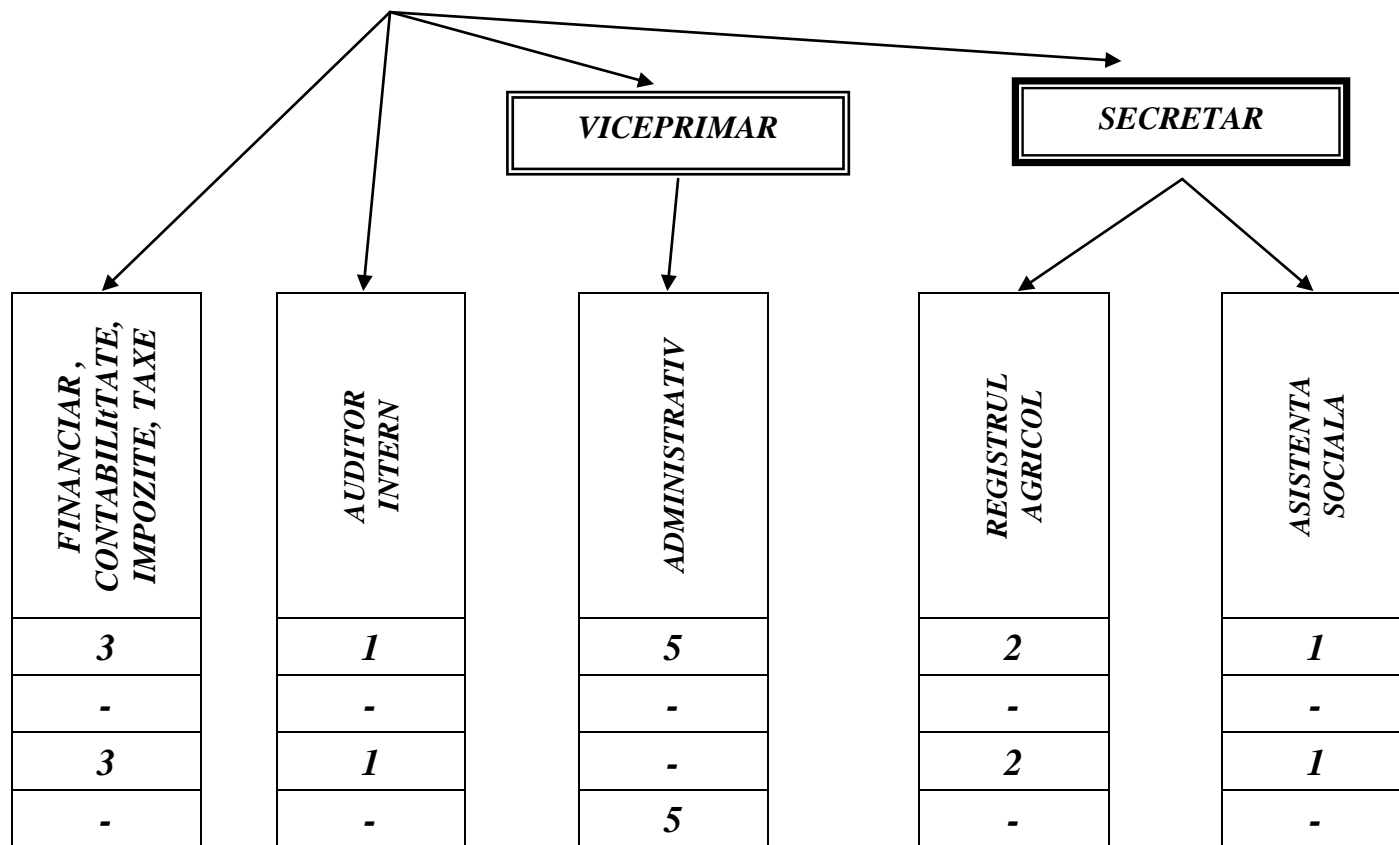 VICEPRIMAR
SECRETAR
FINANCIAR ,
CONTABILItTATE,
IMPOZITE, TAXE
AUDITOR
INTERN
ADMINISTRATIV
REGISTRUL
AGRICOL
ASISTENTA
SOCIALA
3 1 5 2 1
- - - - -
3 1 - 2 1
- - 5 - -